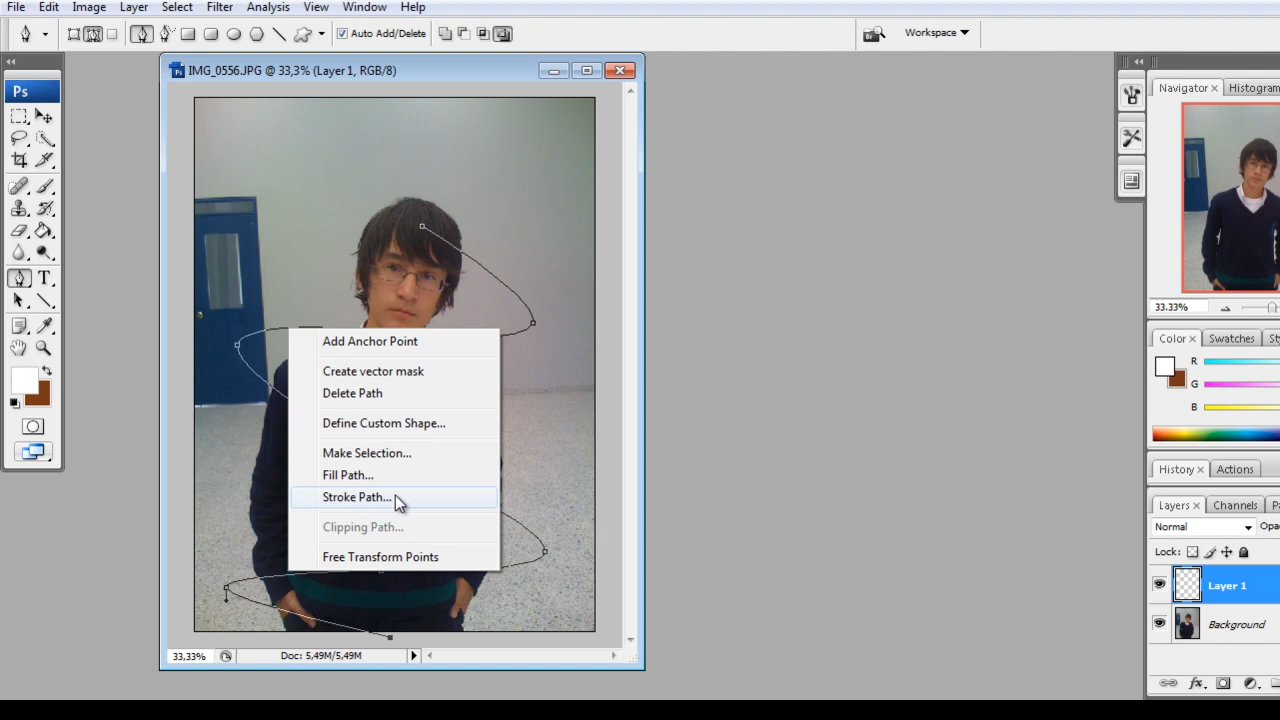 File Edit Image Layer Select Filter Analysis View Window Help
Auto Add/Delete
Workspace
Ps
IMG_0556.JPG @ 33,3% (Layer 1, RGB/8)
Navigator × Histogram
33.33%
Color × Swatches St
R
G
B
History × Actions
Layers × Channels P
Normal Opa
Lock:
Layer 1
Background
fx
T
Add Anchor Point
Create vector mask
Delete Path
Define Custom Shape...
Make Selection...
Fill Path...
Stroke Path...
Clipping Path...
Free Transform Points
33,33% Doc: 5,49M/5,49M